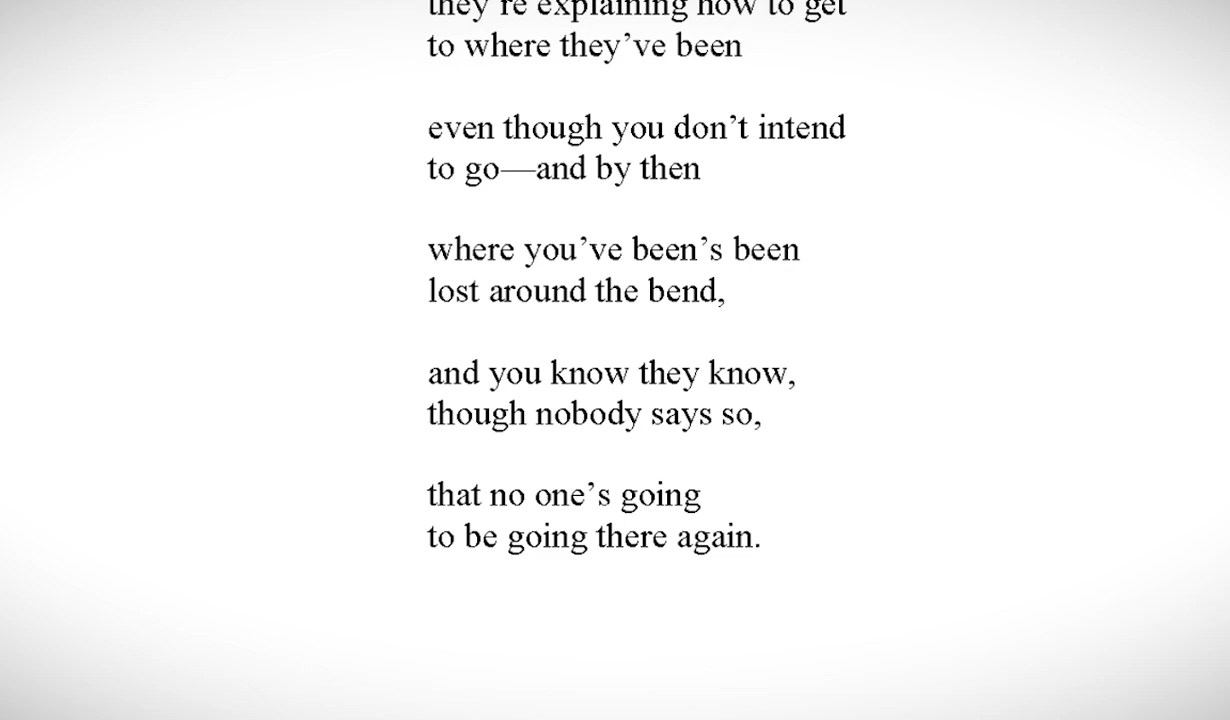 they’re explaining how to get
to where they’ve been
even though you don’t intend
to go—and by then
where you’ve been’s been
lost around the bend,
and you know they know,
though nobody says so,
that no one’s going
to be going there again.